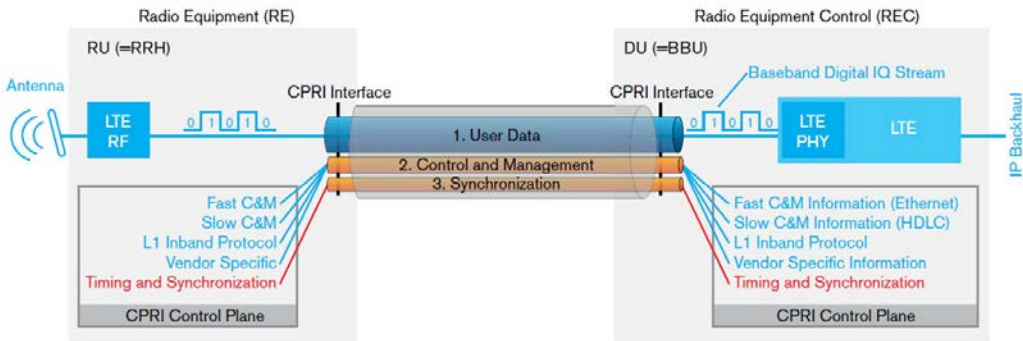 Radio Equipment (RE)
Radio Equipment Control (REC)
RU (=RRH)
DU (=BBU)
Antenna
CPRI Interface
CPRI Interface
Baseband Digital IQ Stream
LTE
RF
0 1 0 1 0
1. User Data
0 1 0 1 0
LTE
PHY
LTE
IP Backhaul
2. Control and Management
3. Synchronization
Fast C&M
Slow C&M
L1 Inband Protocol
Vendor Specific
Timing and Synchronization
CPRI Control Plane
Fast C&M Information (Ethernet)
Slow C&M Information (HDLC)
L1 Inband Protocol
Vendor Specific Information
Timing and Synchronization
CPRI Control Plane